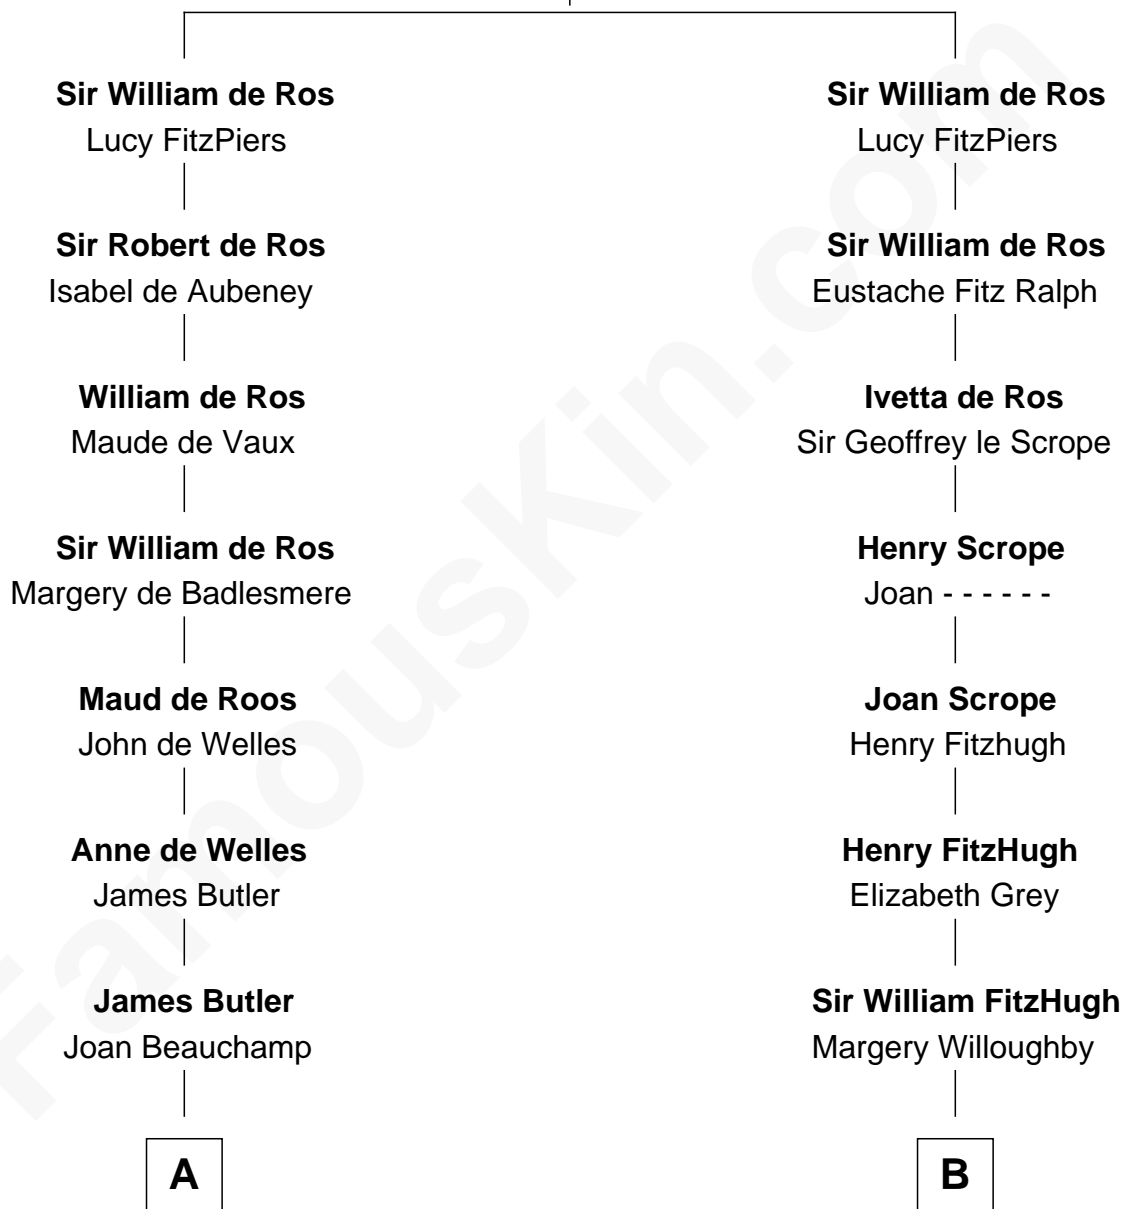 Sir William de Ros
Lucy FitzPiers
Sir Robert de Ros
Isabel de Aubeney
William de Ros
Maude de Vaux
Sir William de Ros
Margery de Badlesmere
Maud de Roos
John de Welles
Anne de Welles
James Butler
James Butler
Joan Beauchamp
A
Sir William de Ros
Lucy FitzPiers
Sir William de Ros
Eustache Fitz Ralph
Ivetta de Ros
Sir Geoffrey le Scrope
Henry Scrope
Joan - - - - - -
Joan Scrope
Henry Fitzhugh
Henry FitzHugh
Elizabeth Grey
Sir William FitzHugh
Margery Willoughby
B
FamousKin.com